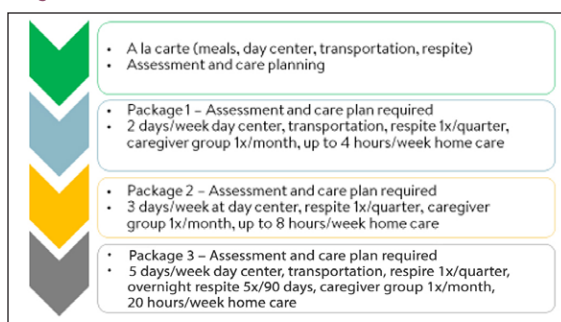 • A la carte (meals, day center, transportation, respite)
• Assessment and care planning
• Package 1 – Assessment and care plan required
• 2 days/week day center, transportation, respite 1x/quarter,
caregiver group 1x/month, up to 4 hours/week home care
• Package 2 – Assessment and care plan required
• 3 days/week at day center, respite 1x/quarter, caregiver
group 1x/month, up to 8 hours/week home care
• Package 3 – Assessment and care plan required
• 5 days/week day center, transportation, respire 1x/quarter,
overnight respite 5x/90 days, caregiver group 1x/month,
20 hours/week home care